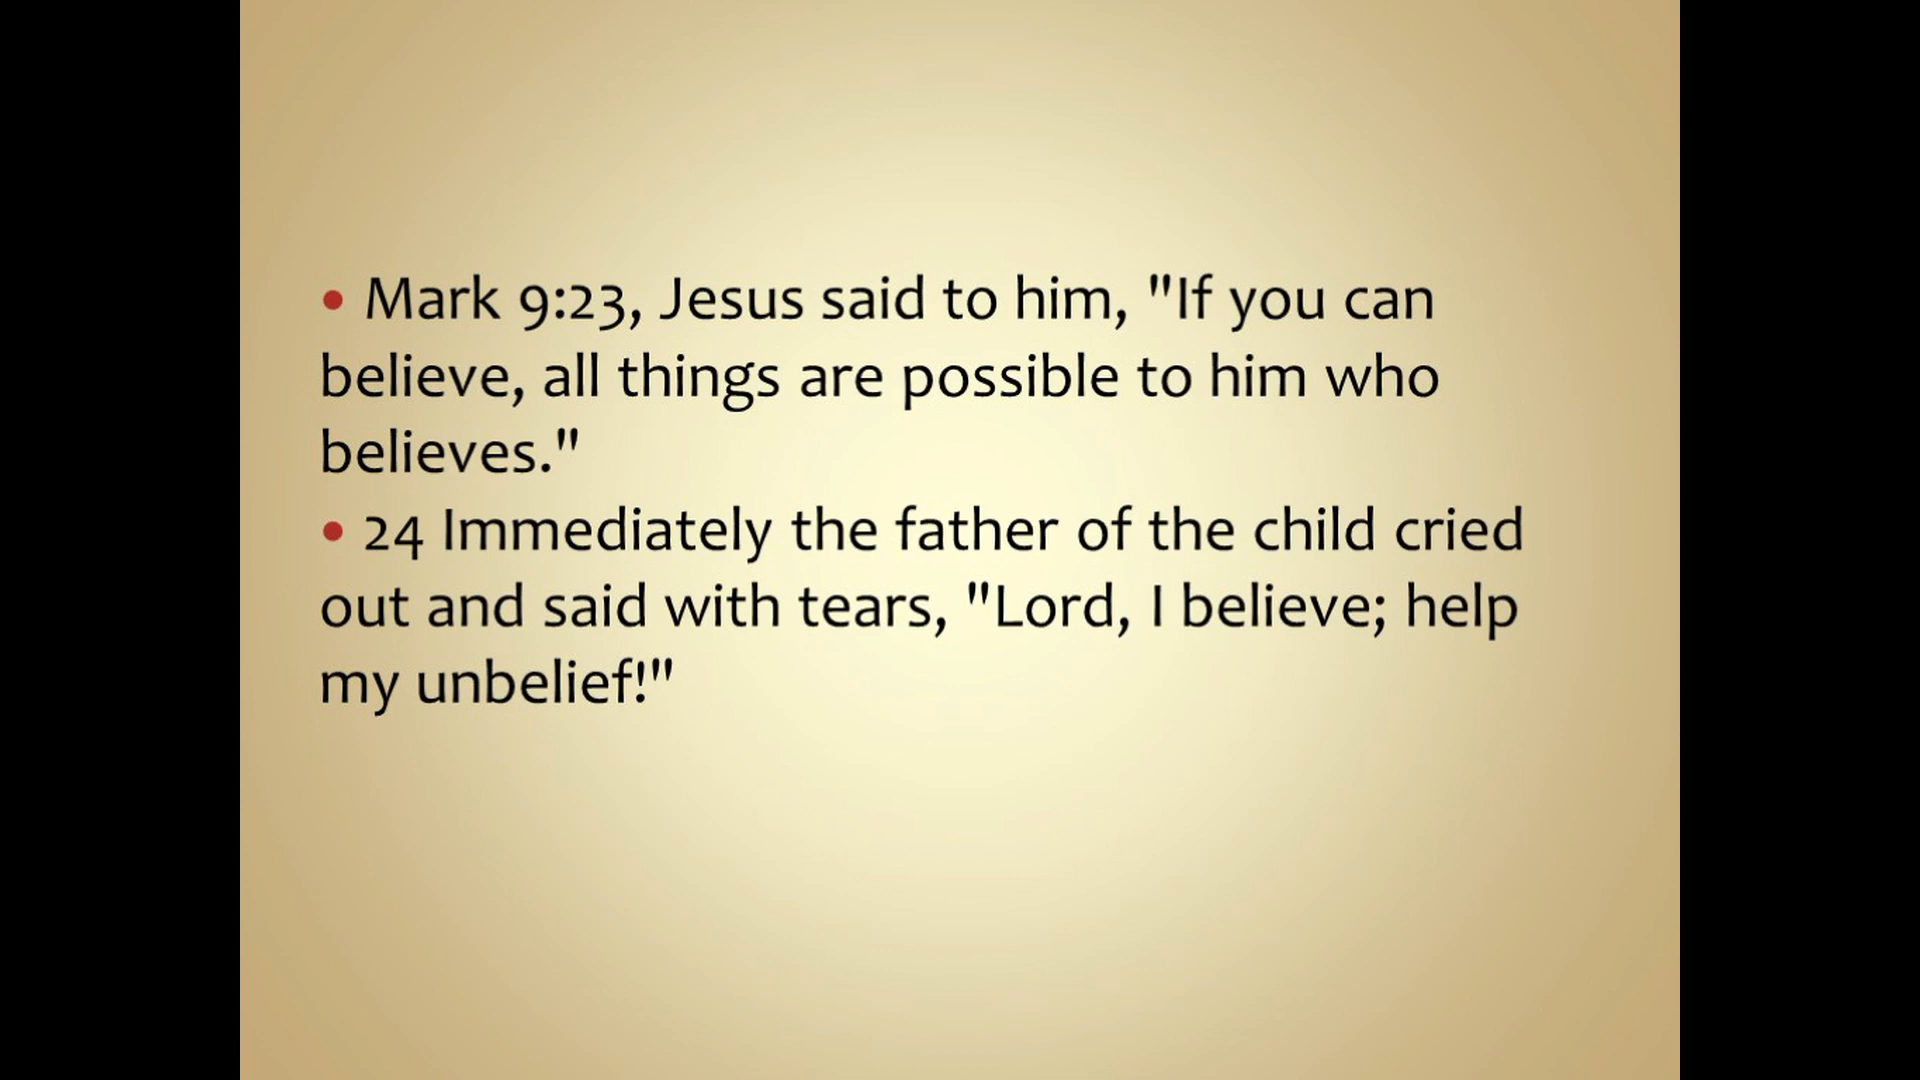 • Mark 9:23, Jesus said to him, "If you can
believe, all things are possible to him who
believes."
• 24 Immediately the father of the child cried
out and said with tears, "Lord, I believe; help
my unbelief!"